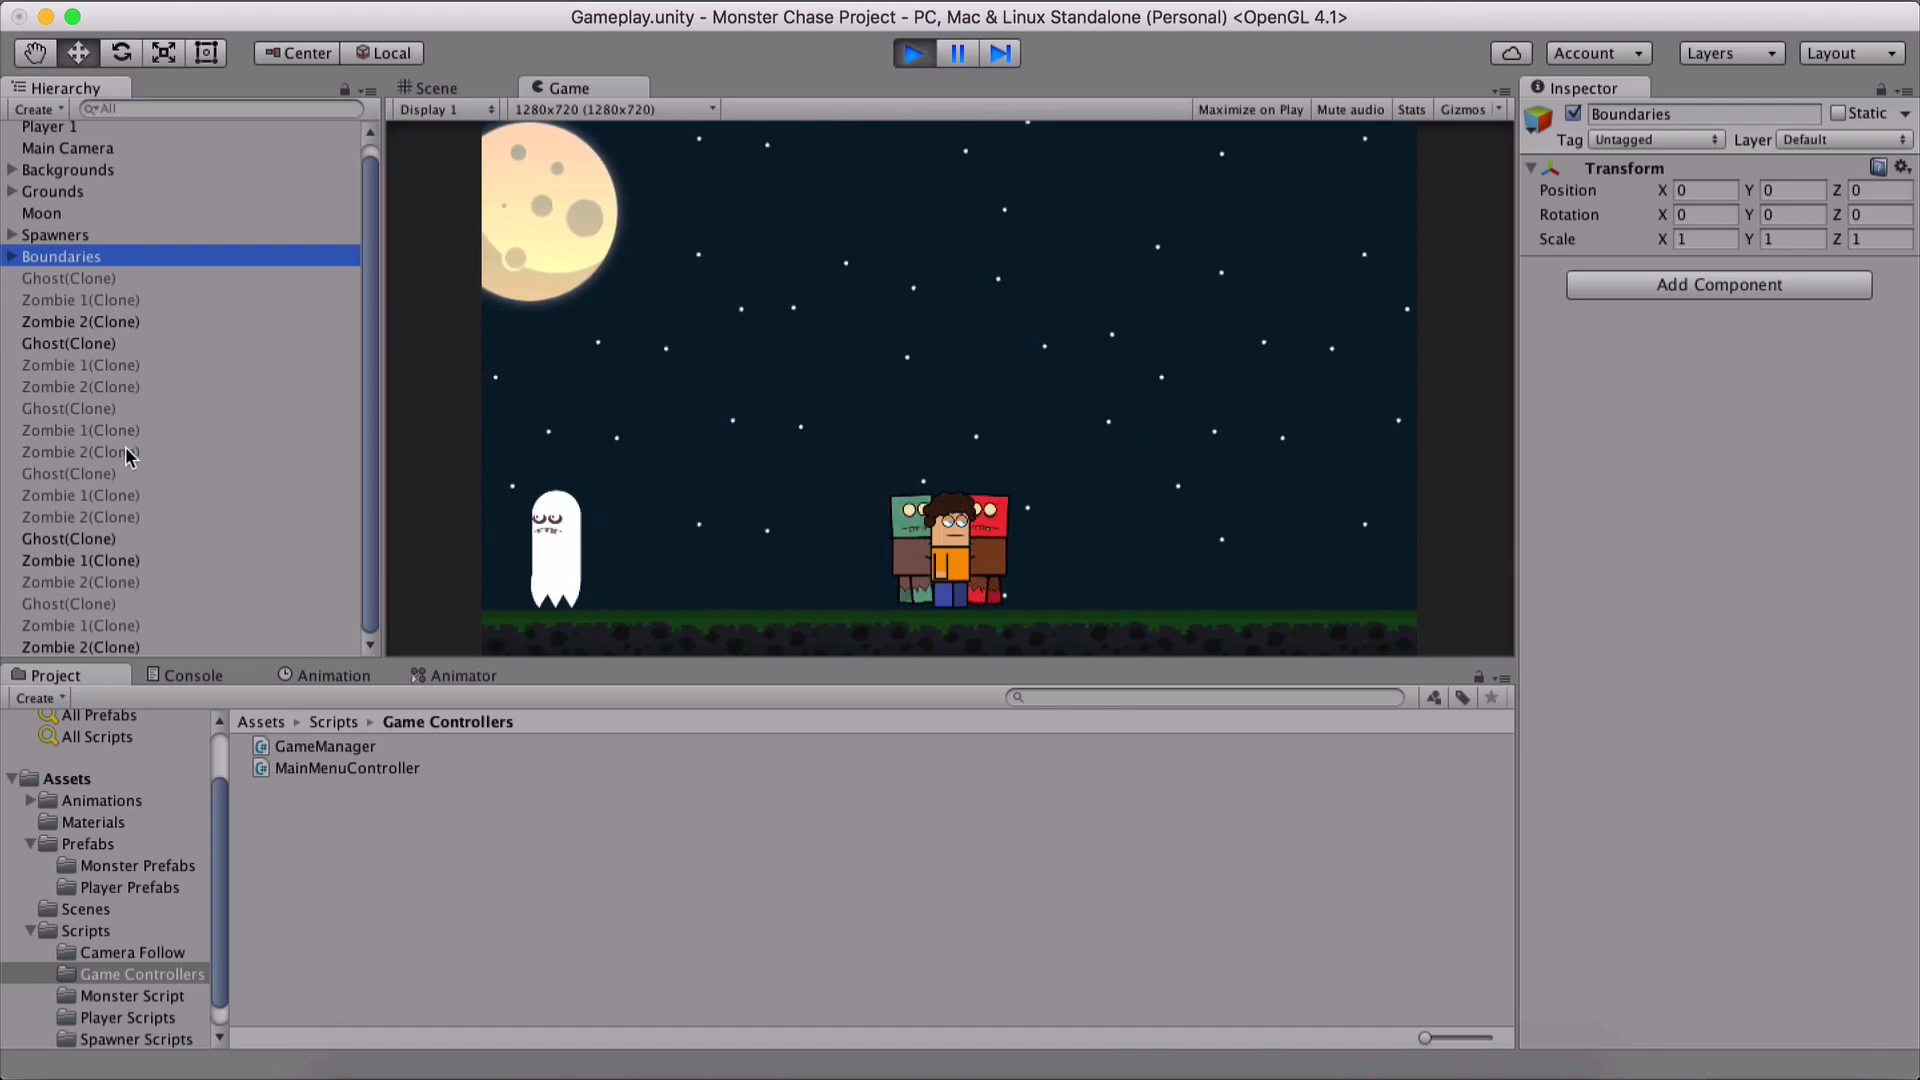 Gameplay.unity - Monster Chase Project - PC, Mac & Linux Standalone (Personal) <OpenGL 4.1>
Center Local Account Layers Layout
Hierarchy
Create All
Player 1
Main Camera
Backgrounds
Grounds
Moon
Spawners
Boundaries
Ghost(Clone)
Zombie 1(Clone)
Zombie 2(Clone)
Ghost(Clone)
Zombie 1(Clone)
Zombie 2(Clone)
Ghost(Clone)
Zombie 1(Clone)
Zombie 2(Clone)
Ghost(Clone)
Zombie 1(Clone)
Zombie 2(Clone)
Ghost(Clone)
Zombie 1(Clone)
Zombie 2(Clone)
Ghost(Clone)
Zombie 1(Clone)
Zombie 2(Clone)
Scene Game
Display 1 1280x720 (1280x720) Maximize on Play Mute audio Stats Gizmos
Inspector
Boundaries Static
Tag Untagged Layer Default
Transform
Position X 0 Y 0 Z 0
Rotation X 0 Y 0 Z 0
Scale X 1 Y 1 Z 1
Add Component
Project Console Animation Animator
Create
All Prefabs
All Scripts
Assets
Animations
Materials
Prefabs
Monster Prefabs
Player Prefabs
Scenes
Scripts
Camera Follow
Game Controllers
Monster Script
Player Scripts
Spawner Scripts
Assets Scripts Game Controllers
GameManager
MainMenuController